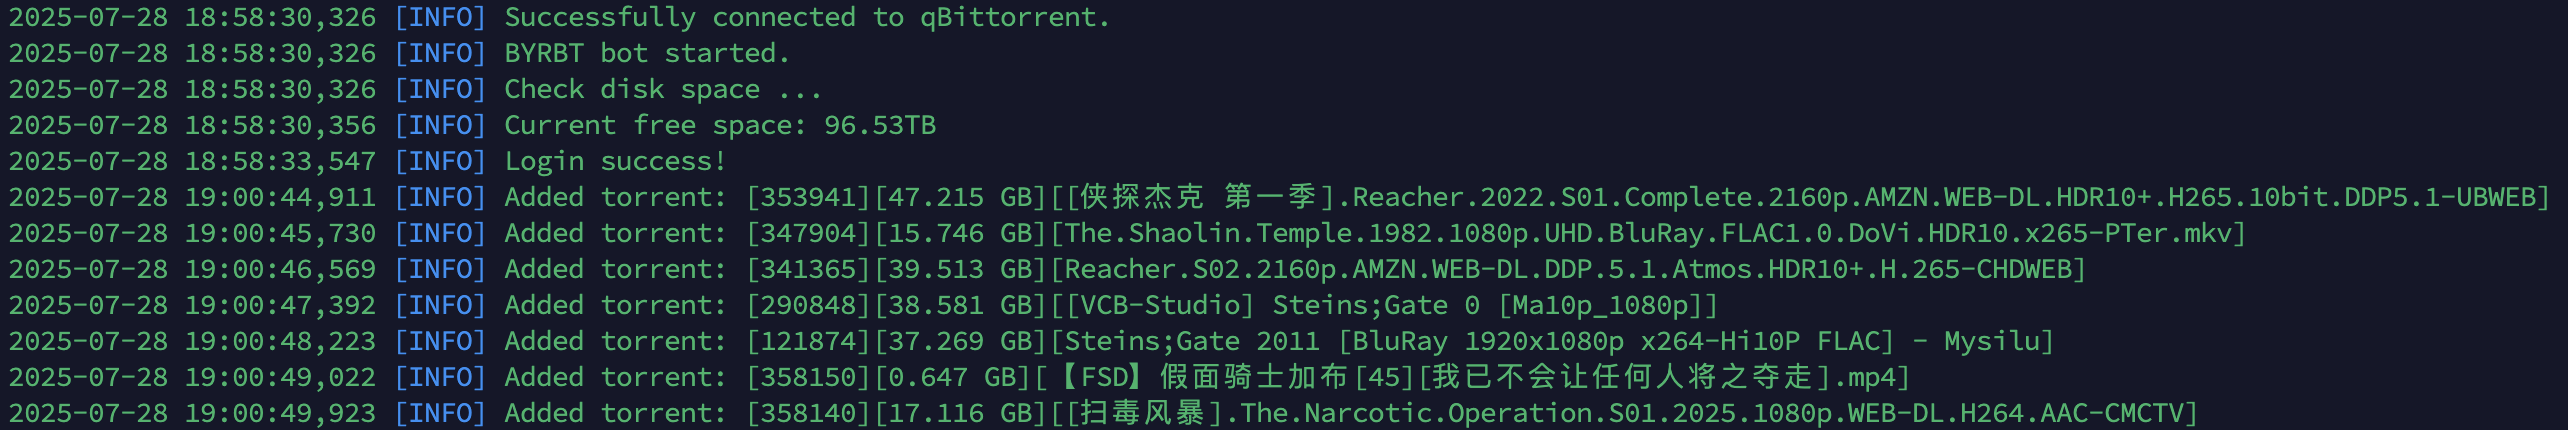 2025-07-28 18:58:30,326 [INFO] Successfully connected to qBittorrent.
2025-07-28 18:58:30,326 [INFO] BYRBT bot started.
2025-07-28 18:58:30,326 [INFO] Check disk space ...
2025-07-28 18:58:30,356 [INFO] Current free space: 96.53TB
2025-07-28 18:58:33,547 [INFO] Login success!
2025-07-28 19:00:44,911 [INFO] Added torrent: [353941][47.215 GB][[侠探杰克 第一季].Reacher.2022.S01.Complete.2160p.AMZN.WEB-DL.HDR10+.H265.10bit.DDP5.1-UBWEB]
2025-07-28 19:00:45,730 [INFO] Added torrent: [347904][15.746 GB][The.Shaolin.Temple.1982.1080p.UHD.BluRay.FLAC1.0.DoVi.HDR10.x265-PTer.mkv]
2025-07-28 19:00:46,569 [INFO] Added torrent: [341365][39.513 GB][Reacher.S02.2160p.AMZN.WEB-DL.DDP.5.1.Atmos.HDR10+.H.265-CHDWEB]
2025-07-28 19:00:47,392 [INFO] Added torrent: [290848][38.581 GB][[VCB-Studio] Steins;Gate 0 [Ma10p_1080p]]
2025-07-28 19:00:48,223 [INFO] Added torrent: [121874][37.269 GB][Steins;Gate 2011 [BluRay 1920x1080p x264-Hi10P FLAC] - Mysilu]
2025-07-28 19:00:49,022 [INFO] Added torrent: [358150][0.647 GB][【FSD】假面骑士加布[45][我已不会让任何人将之夺走].mp4]
2025-07-28 19:00:49,923 [INFO] Added torrent: [358140][17.116 GB][[扫毒风暴].The.Narcotic.Operation.S01.2025.1080p.WEB-DL.H264.AAC-CMCTV]